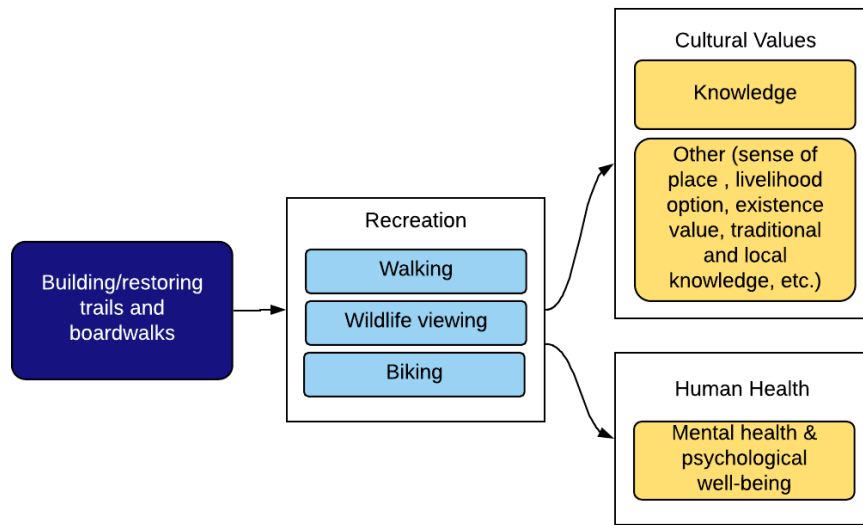 Building/restoring
trails and
boardwalks
Recreation
Walking
Wildlife viewing
Biking
Cultural Values
Knowledge
Other (sense of
place , livelihood
option, existence
value, traditional
and local
knowledge, etc.)
Human Health
Mental health &
psychological
well-being